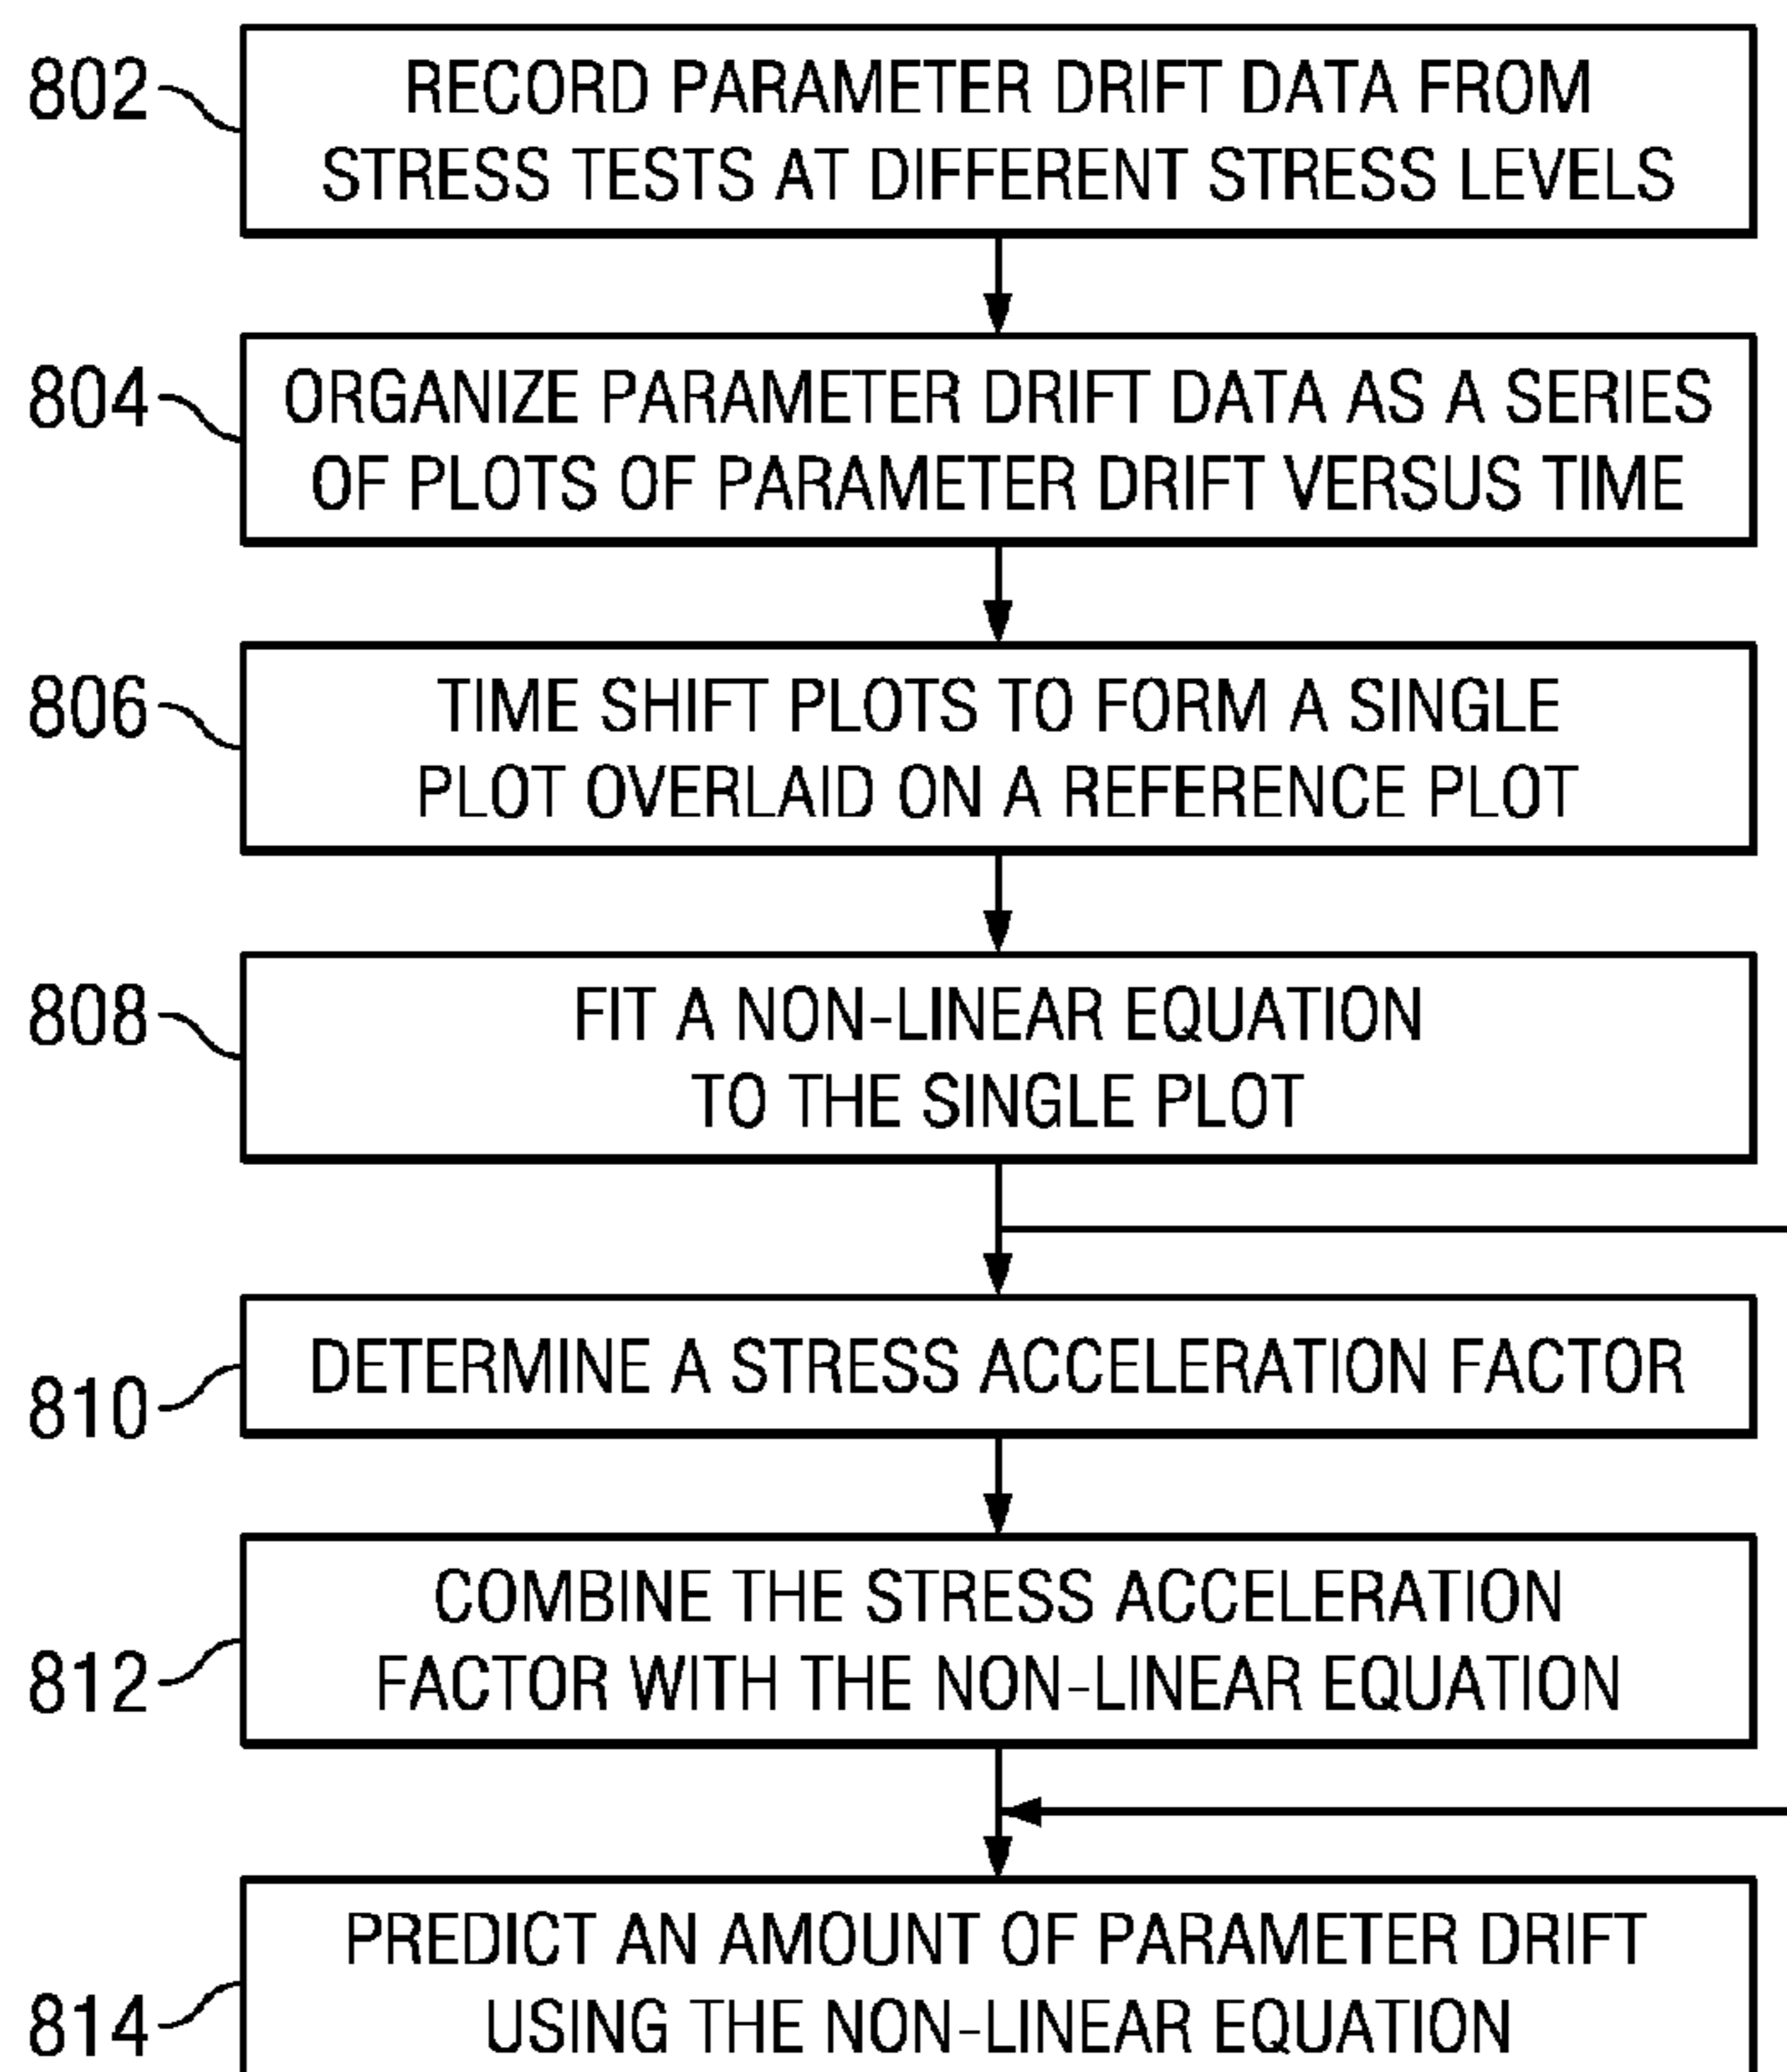 802
RECORD PARAMETER DRIFT DATA FROM
STRESS TESTS AT DIFFERENT STRESS LEVELS
804
ORGANIZE PARAMETER DRIFT DATA AS A SERIES
OF PLOTS OF PARAMETER DRIFT VERSUS TIME
806
TIME SHIFT PLOTS TO FORM A SINGLE
PLOT OVERLAID ON A REFERENCE PLOT
808
FIT A NON-LINEAR EQUATION
TO THE SINGLE PLOT
810
DETERMINE A STRESS ACCELERATION FACTOR
812
COMBINE THE STRESS ACCELERATION
FACTOR WITH THE NON-LINEAR EQUATION
814
PREDICT AN AMOUNT OF PARAMETER DRIFT
USING THE NON-LINEAR EQUATION